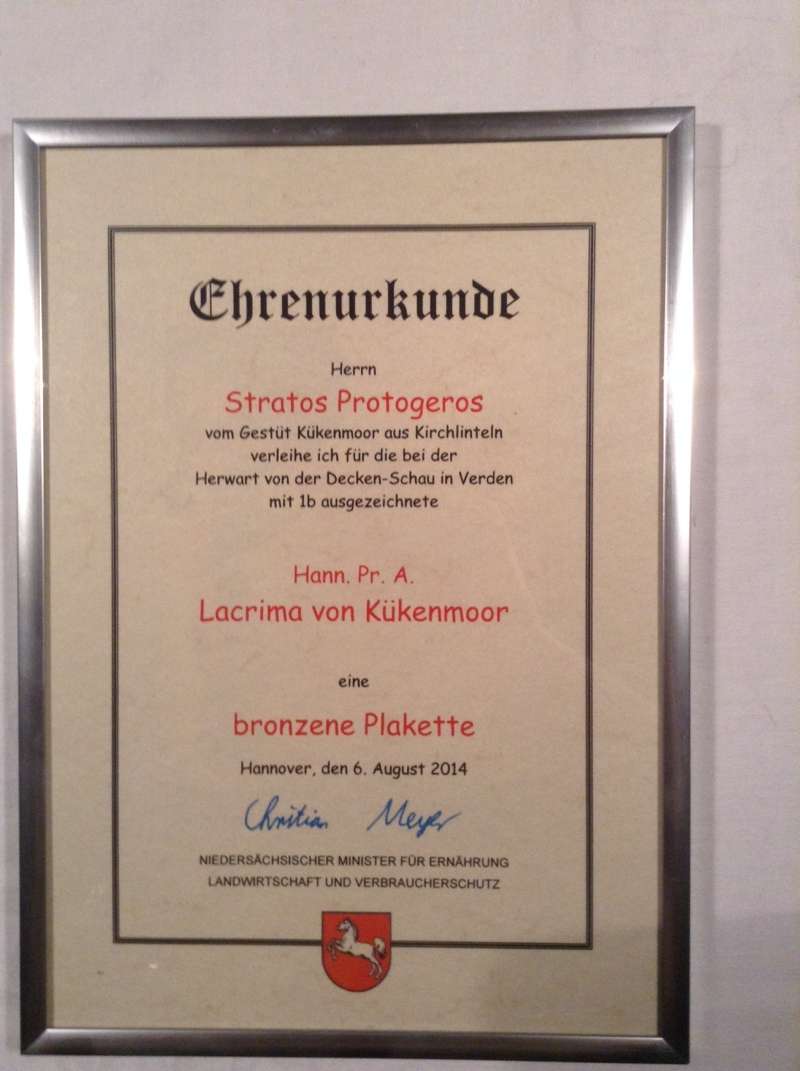 Ehrenurkunde
Herrn
Stratos Protogeros
vom Gestüt Kükenmoor aus Kirchlinteln
verleihe ich für die bei der
Herwart von der Decken-Schau in Verden
mit 1b ausgezeichnete
Hann. Pr. A.
Lacrima von Kükenmoor
eine
bronzene Plakette
Hannover, den 6. August 2014
Christian Meyer
NIEDERSÄCHSISCHER MINISTER FÜR ERNÄHRUNG
LANDWIRTSCHAFT UND VERBRAUCHERSCHUTZ